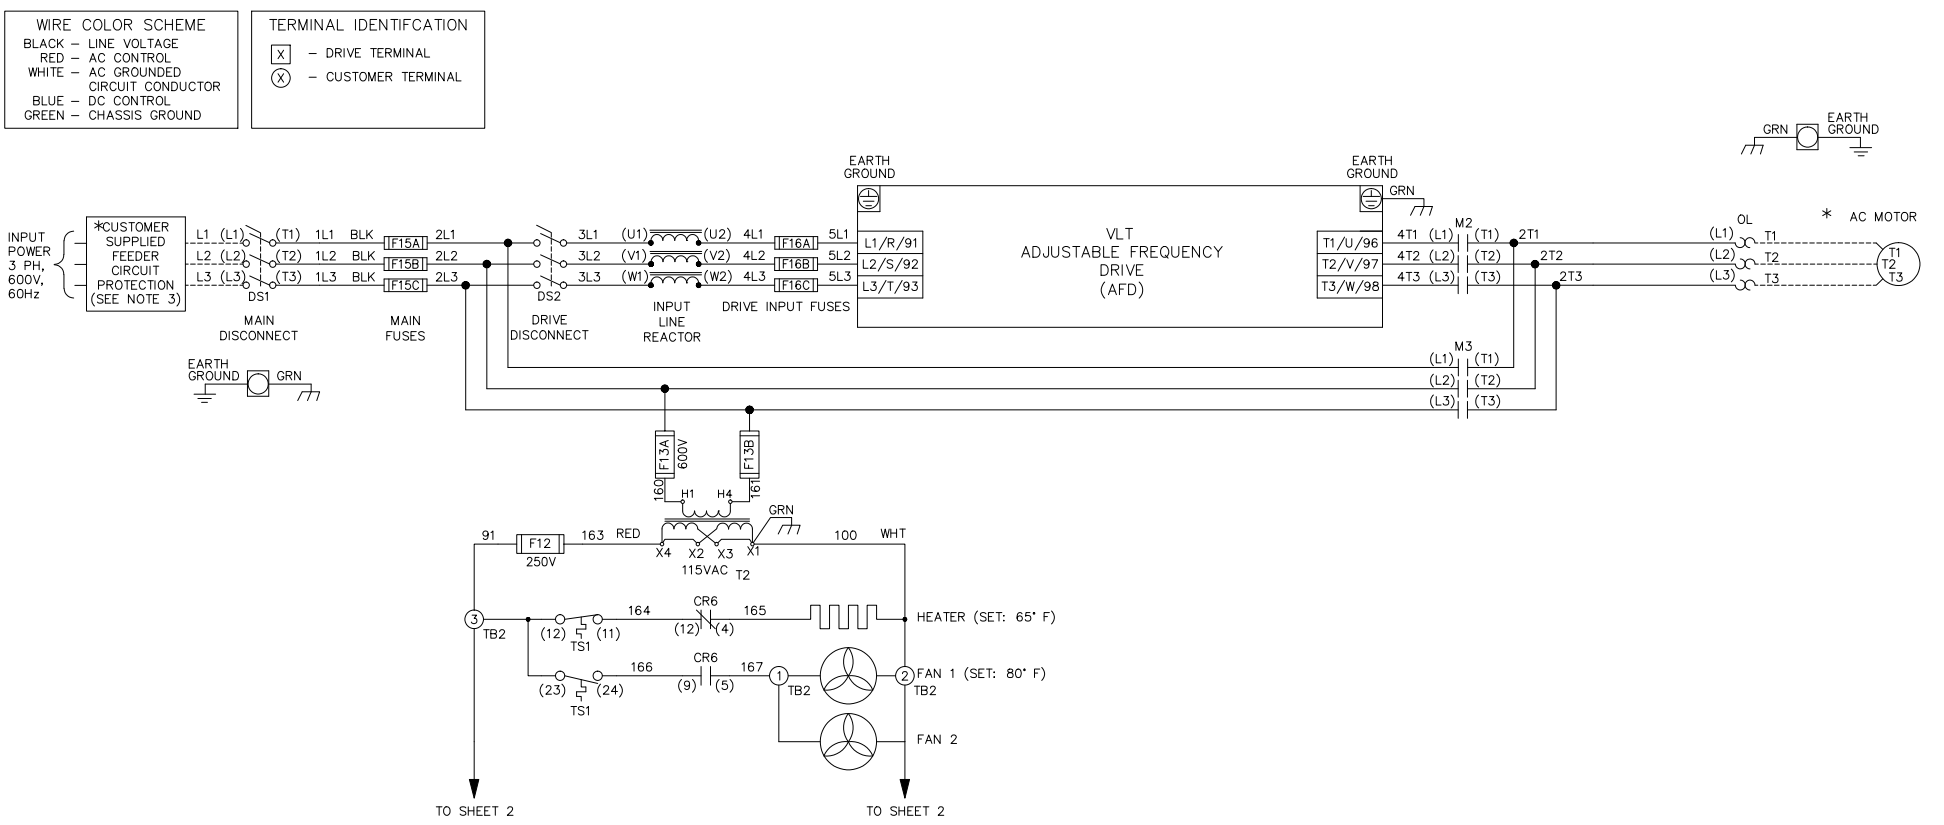 WIRE COLOR SCHEME
BLACK – LINE VOLTAGE
RED – AC CONTROL
WHITE – AC GROUNDED
CIRCUIT CONDUCTOR
BLUE – DC CONTROL
GREEN – CHASSIS GROUND
TERMINAL IDENTIFCATION
X – DRIVE TERMINAL
X – CUSTOMER TERMINAL
GRN
EARTH
GROUND
INPUT
POWER
3 PH,
600V,
60Hz
*CUSTOMER
SUPPLIED
FEEDER
CIRCUIT
PROTECTION
(SEE NOTE 3)
L1 (L1) (T1) 1L1 BLK F15A 2L1
L2 (L2) (T2) 1L2 BLK F15B 2L2
L3 (L3) (T3) 1L3 BLK F15C 2L3
DS1
MAIN
DISCONNECT
MAIN
FUSES
3L1 (U1) (U2) 4L1 F16A 5L1
3L2 (V1) (V2) 4L2 F16B 5L2
3L3 (W1) (W2) 4L3 F16C 5L3
DS2
DRIVE
DISCONNECT
INPUT
LINE
REACTOR
DRIVE INPUT FUSES
EARTH
GROUND
L1/R/91
L2/S/92
L3/T/93
VLT
ADJUSTABLE FREQUENCY
DRIVE
(AFD)
EARTH
GROUND
GRN
T1/U/96
T2/V/97
T3/W/98
M2
4T1 (L1) (T1) 2T1
4T2 (L2) (T2) 2T2
4T3 (L3) (T3) 2T3
OL
(L1) T1
(L2) T2
(L3) T3
* AC MOTOR
T1
T2
T3
M3
(L1) (T1)
(L2) (T2)
(L3) (T3)
EARTH
GROUND
GRN
F13A
600V
F13B
160
161
H1 H4
GRN
91 F12 163 RED
250V
X4 X2 X3 X1
100 WHT
115VAC T2
3
TB2
(12) (11)
TS1
164
CR6
(12) (4)
165
HEATER (SET: 65° F)
(23) (24)
TS1
166
CR6
(9) (5)
167
1
TB2
2
TB2
FAN 1 (SET: 80° F)
FAN 2
TO SHEET 2
TO SHEET 2